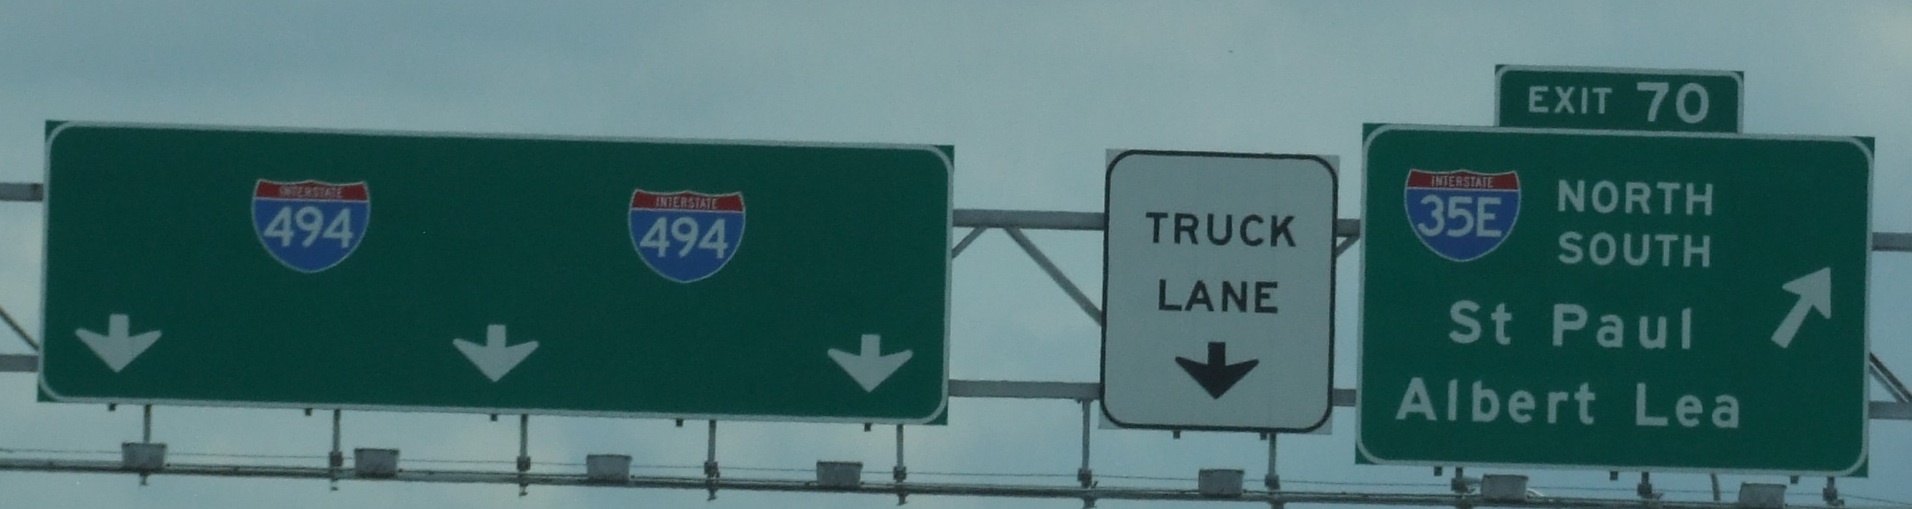 INTERSTATE
494
INTERSTATE
494
TRUCK
LANE
EXIT 70
INTERSTATE
35E
NORTH
SOUTH
St Paul
Albert Lea